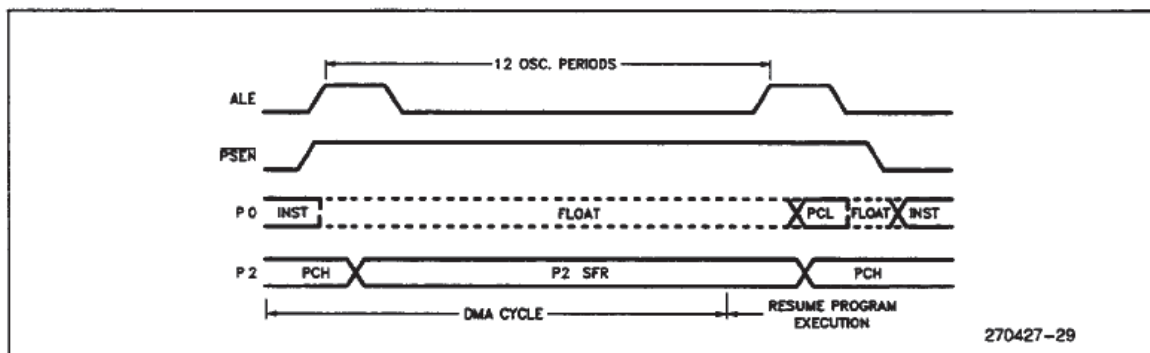 12 OSC. PERIODS
ALE
PSEN
P0 INST FLOAT PCL FLOAT INST
P2 PCH P2 SFR PCH
DMA CYCLE
RESUME PROGRAM
EXECUTION
270427-29